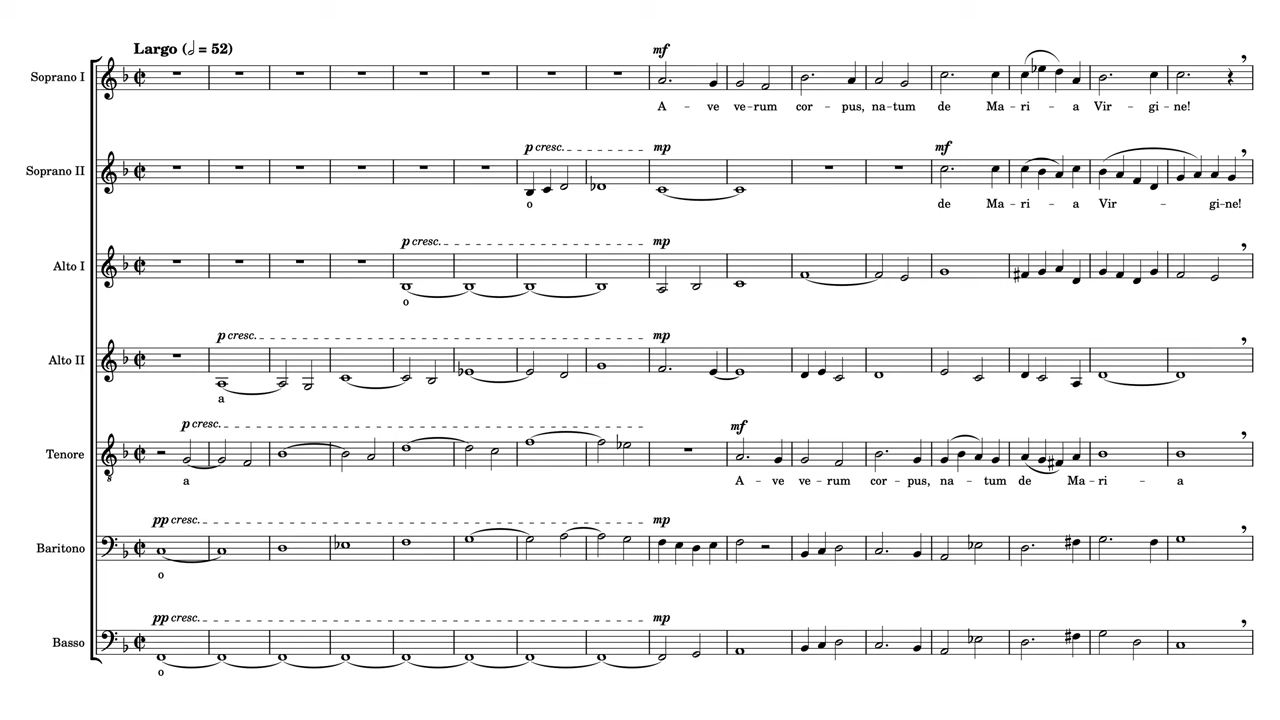 Largo (𝅗𝅥 = 52)
mf
Soprano I
A – ve ve–rum cor – pus, na–tum de Ma–ri – a Vir – gi–ne!
p cresc. mp mf
Soprano II
o de Ma–ri – a Vir – gi–ne!
p cresc. mp
Alto I
o
p cresc. mp
Alto II
a
p cresc. mf
Tenore
8
a A – ve ve–rum cor – pus, na – tum de Ma–ri – a
pp cresc. mp
Baritono
o
pp cresc. mp
Basso
o